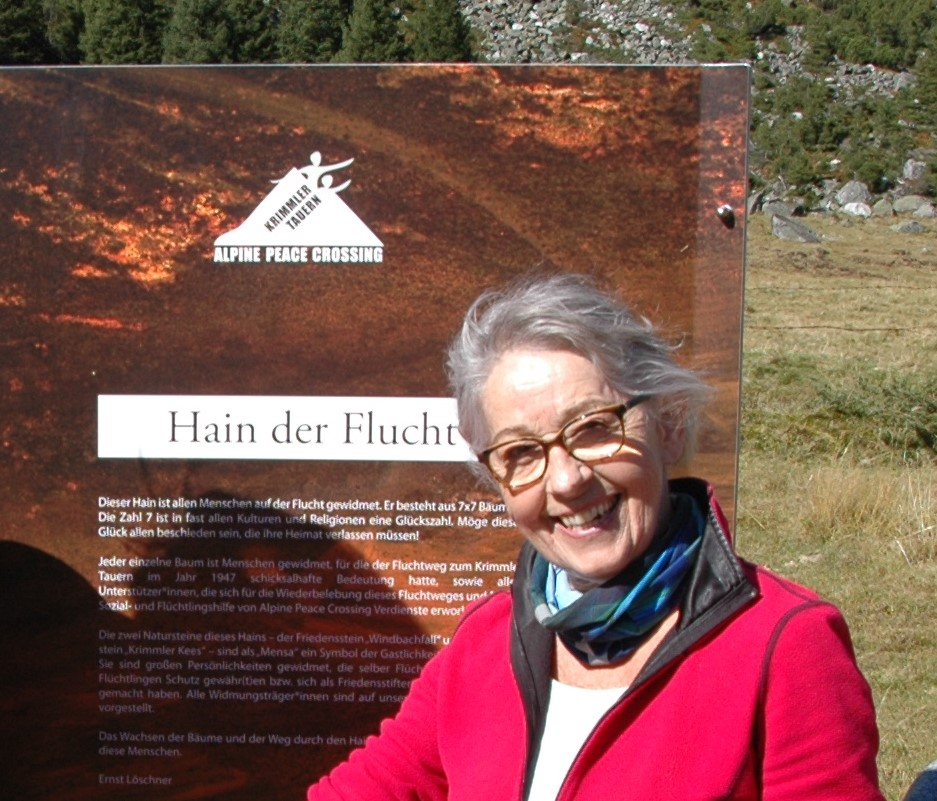 KRIMMLER
TAUERN
ALPINE PEACE CROSSING
Hain der Flucht
Dieser Hain ist allen Menschen auf der Flucht gewidmet. Er besteht aus 7x7 Bäum
Die Zahl 7 ist in fast allen Kulturen und Religionen eine Glückszahl. Möge diese
Glück allen beschieden sein, die ihre Heimat verlassen müssen!
Jeder einzelne Baum ist Menschen gewidmet, für die der Fluchtweg zum Krimmle
Tauern im Jahr 1947 schicksalhafte Bedeutung hatte, sowie alle
Unterstützer*innen, die sich für die Wiederbelebung dieses Fluchtweges und
Sozial- und Flüchtlingshilfe von Alpine Peace Crossing Verdienste erwor
Die zwei Natursteine dieses Hains – der Friedensstein „Windbachfall" u
stein „Krimmler Kees" – sind als „Mensa" ein Symbol der Gastlichke
Sie sind großen Persönlichkeiten gewidmet, die selber Flüch
Flüchtlingen Schutz gewähr(t)en bzw. sich als Friedensstifter
gemacht haben. Alle Widmungsträger*innen sind auf unse
vorgestellt.
Das Wachsen der Bäume und der Weg durch den Hai
diese Menschen.
Ernst Löschner